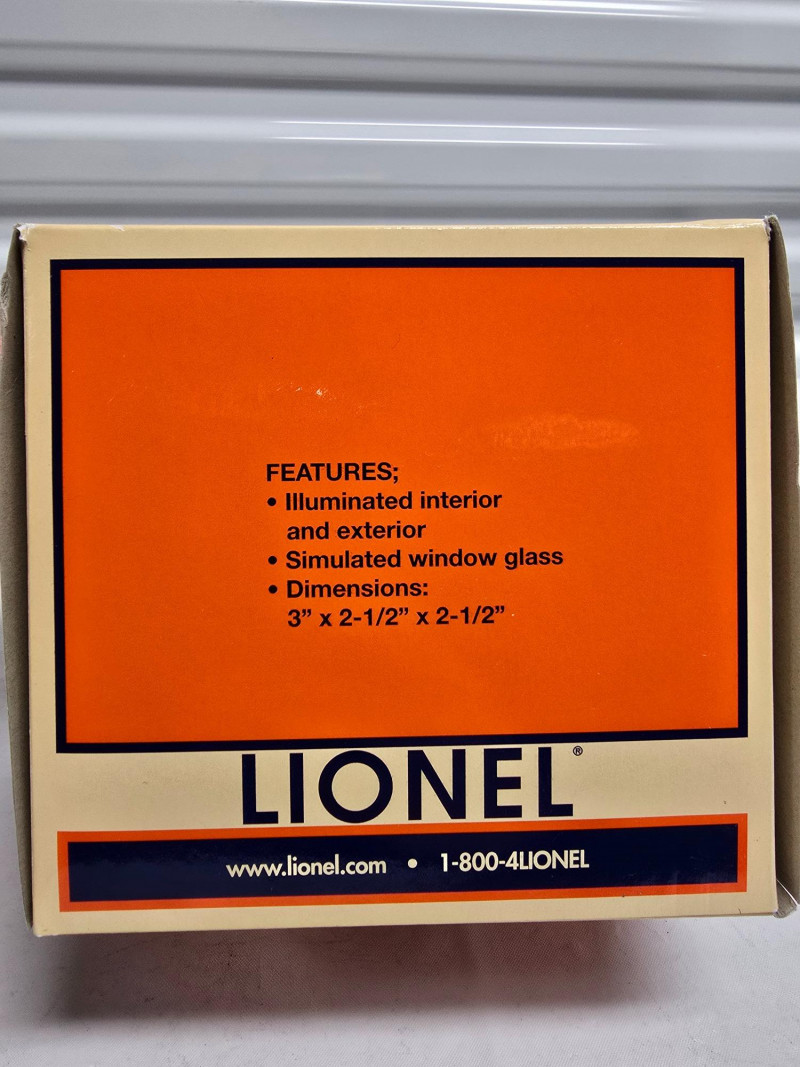 FEATURES;
• Illuminated interior
and exterior
• Simulated window glass
• Dimensions:
3” x 2-1/2” x 2-1/2”
LIONEL®
www.lionel.com • 1-800-4LIONEL